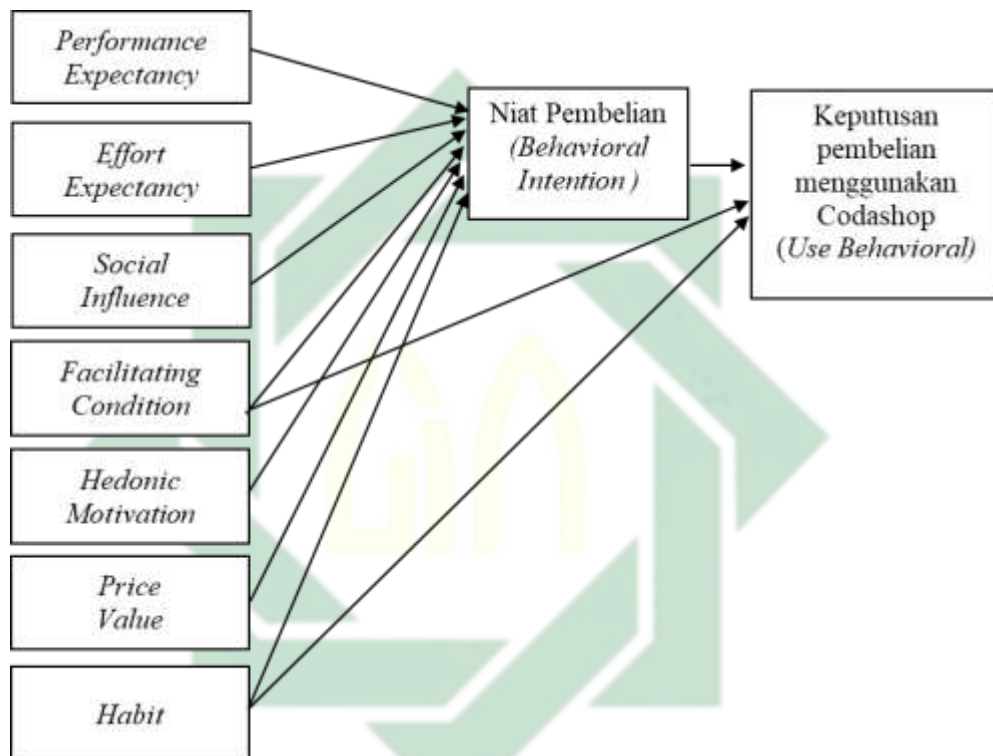 Performance
Expectancy
Effort
Expectancy
Social
Influence
Facilitating
Condition
Hedonic
Motivation
Price
Value
Habit
Niat Pembelian
(Behavioral
Intention )
Keputusan
pembelian
menggunakan
Codashop
(Use Behavioral)